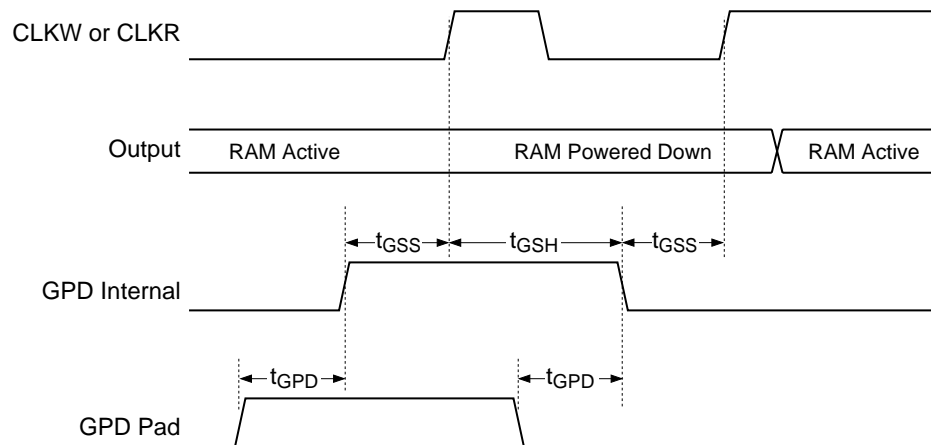 CLKW or CLKR
Output
RAM Active
RAM Powered Down
RAM Active
tGSS
tGSH
tGSS
GPD Internal
tGPD
tGPD
GPD Pad